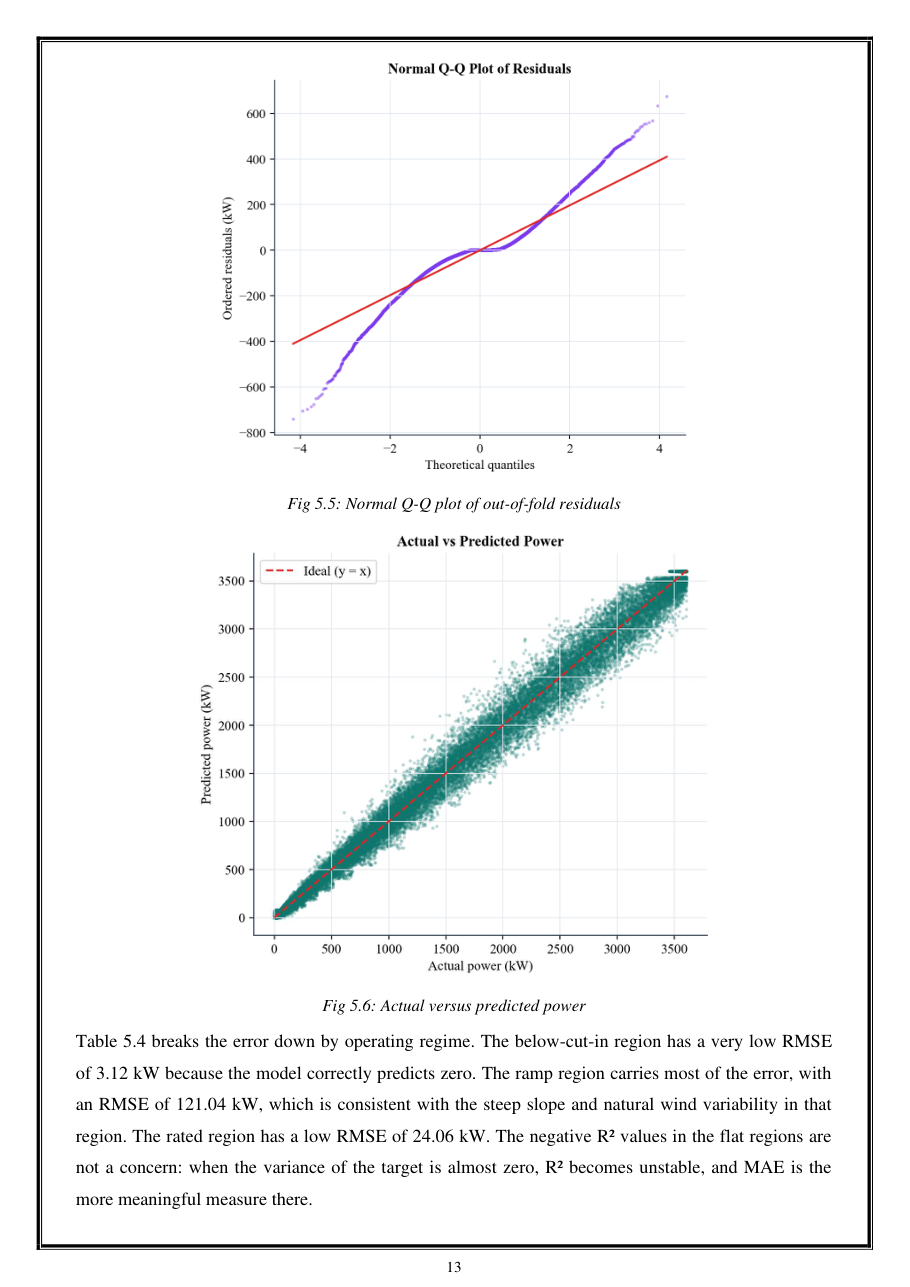 Normal Q-Q Plot of Residuals
600
400
200
0
−200
−400
−600
−800
Ordered residuals (kW)
−4
−2
0
2
4
Theoretical quantiles
Fig 5.5: Normal Q-Q plot of out-of-fold residuals
Actual vs Predicted Power
Ideal (y = x)
3500
3000
2500
2000
1500
1000
500
0
Predicted power (kW)
0
500
1000
1500
2000
2500
3000
3500
Actual power (kW)
Fig 5.6: Actual versus predicted power
Table 5.4 breaks the error down by operating regime. The below-cut-in region has a very low RMSE
of 3.12 kW because the model correctly predicts zero. The ramp region carries most of the error, with
an RMSE of 121.04 kW, which is consistent with the steep slope and natural wind variability in that
region. The rated region has a low RMSE of 24.06 kW. The negative R² values in the flat regions are
not a concern: when the variance of the target is almost zero, R² becomes unstable, and MAE is the
more meaningful measure there.
13